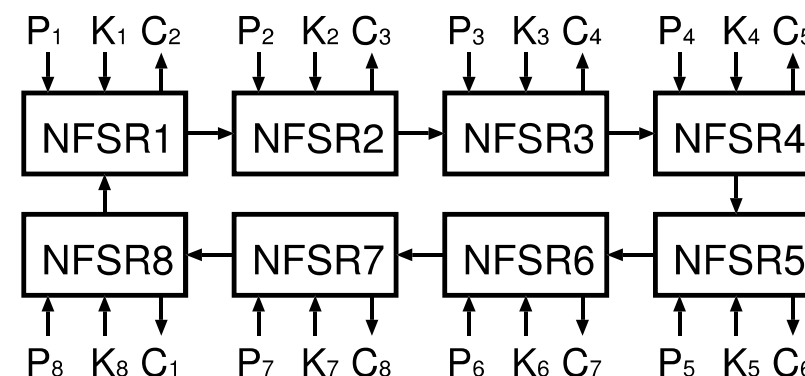 P₁ K₁ C₂ P₂ K₂ C₃ P₃ K₃ C₄ P₄ K₄ C₅
NFSR1 NFSR2 NFSR3 NFSR4
NFSR8 NFSR7 NFSR6 NFSR5
P₈ K₈ C₁ P₇ K₇ C₈ P₆ K₆ C₇ P₅ K₅ C₆